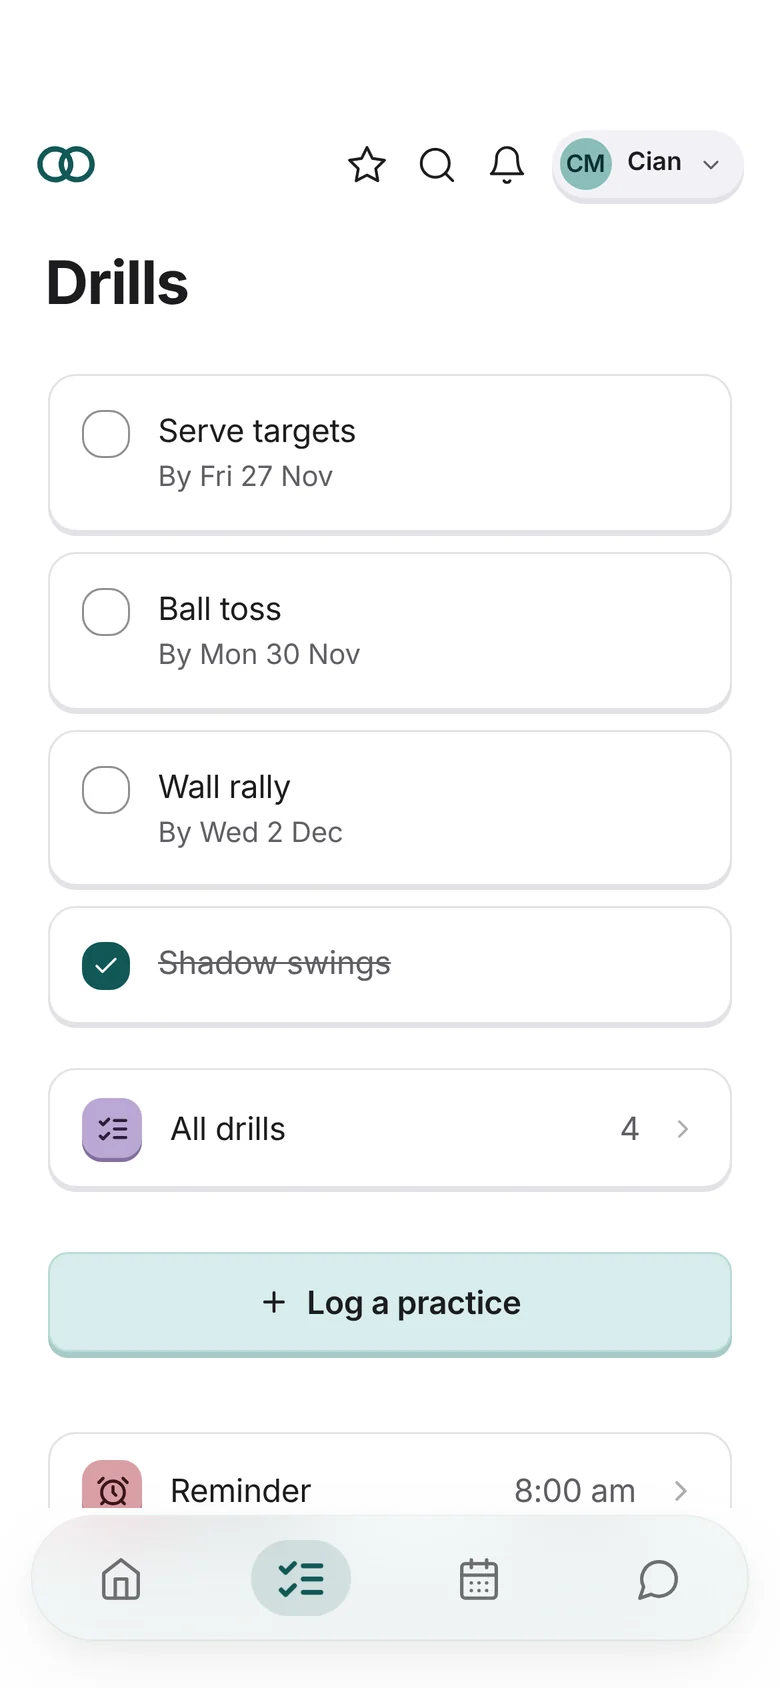 CM Cian
Drills
Serve targets
By Fri 27 Nov
Ball toss
By Mon 30 Nov
Wall rally
By Wed 2 Dec
Shadow swings
All drills 4
+ Log a practice
Reminder 8:00 am